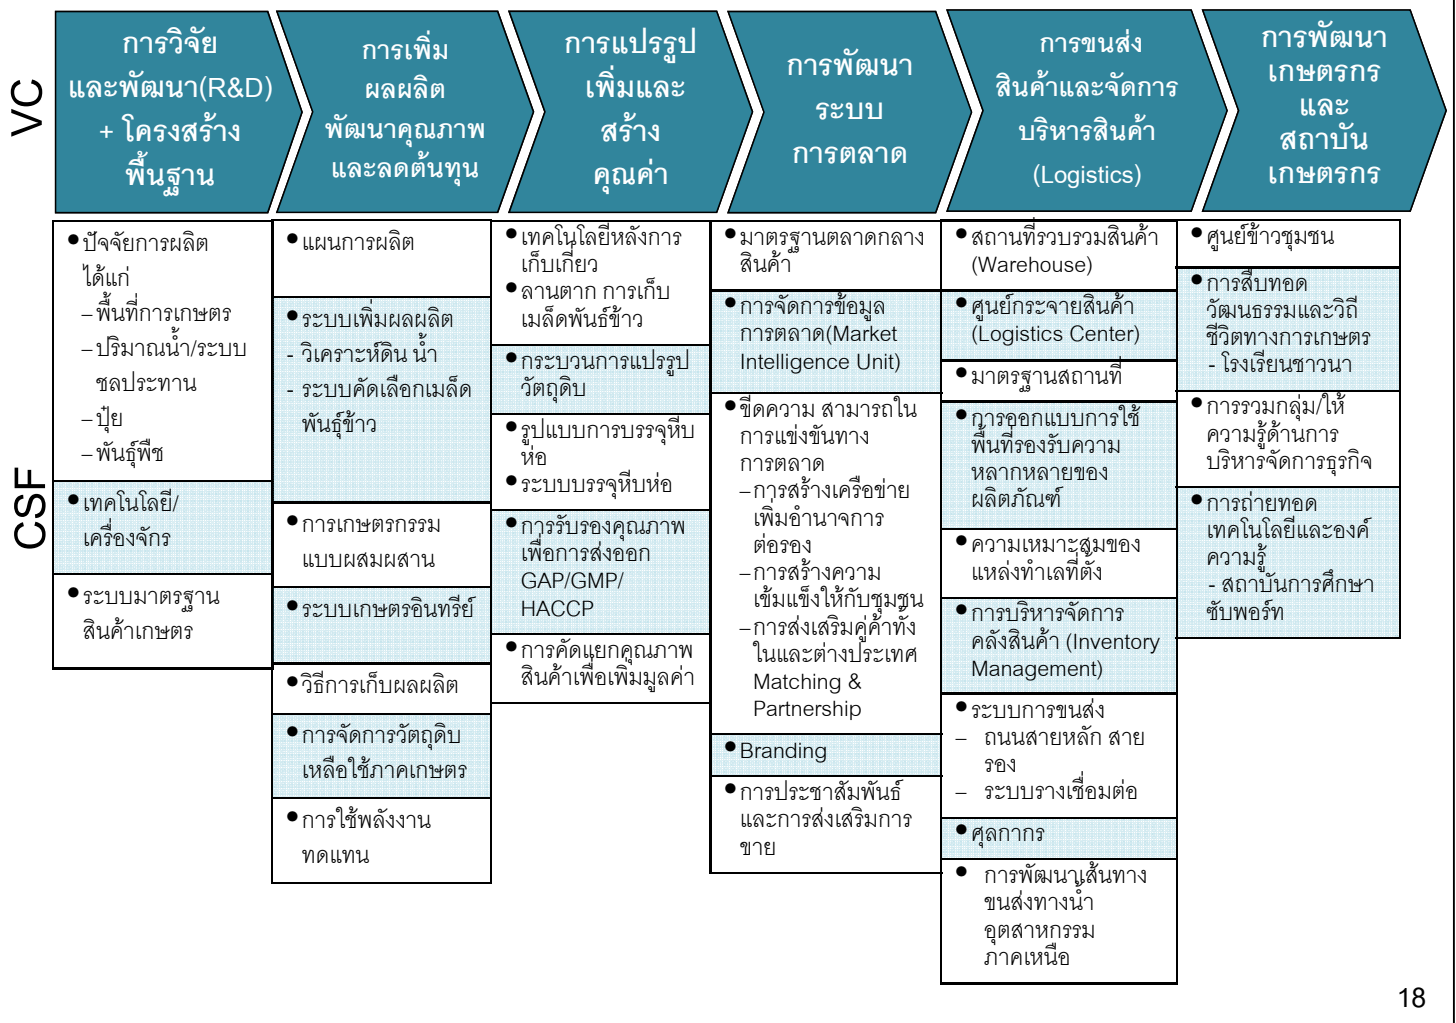 VC
การวิจัย
และพัฒนา(R&D)
+ โครงสร้าง
พื้นฐาน
การเพิ่ม
ผลผลิต
พัฒนาคุณภาพ
และลดต้นทุน
การแปรรูป
เพิ่มและ
สร้าง
คุณค่า
การพัฒนา
ระบบ
การตลาด
การขนส่ง
สินค้าและจัดการ
บริหารสินค้า
(Logistics)
การพัฒนา
เกษตรกร
และ
สถาบัน
เกษตรกร
CSF
●ปัจจัยการผลิต
ได้แก่
–พื้นที่การเกษตร
–ปริมาณน้ำ/ระบบ
ชลประทาน
–ปุ๋ย
–พันธุ์พืช
●เทคโนโลยี/
เครื่องจักร
●ระบบมาตรฐาน
สินค้าเกษตร
●แผนการผลิต
●ระบบเพิ่มผลผลิต
- วิเคราะห์ดิน น้ำ
- ระบบคัดเลือกเมล็ด
พันธุ์ข้าว
●การเกษตรกรรม
แบบผสมผสาน
●ระบบเกษตรอินทรีย์
●วิธีการเก็บผลผลิต
●การจัดการวัตถุดิบ
เหลือใช้ภาคเกษตร
●การใช้พลังงาน
ทดแทน
●เทคโนโลยีหลังการ
เก็บเกี่ยว
●ลานตาก การเก็บ
เมล็ดพันธ์ข้าว
●กระบวนการแปรรูป
วัตถุดิบ
●รูปแบบการบรรจุหีบ
ห่อ
●ระบบบรรจุหีบห่อ
●การรับรองคุณภาพ
เพื่อการส่งออก
GAP/GMP/
HACCP
●การคัดแยกคุณภาพ
สินค้าเพื่อเพิ่มมูลค่า
●มาตรฐานตลาดกลาง
สินค้า
●การจัดการข้อมูล
การตลาด(Market
Intelligence Unit)
●ขีดความ สามารถใน
การแข่งขันทาง
การตลาด
–การสร้างเครือข่าย
เพิ่มอำนาจการ
ต่อรอง
–การสร้างความ
เข้มแข็งให้กับชุมชน
–การส่งเสริมคู่ค้าทั้ง
ในและต่างประเทศ
Matching &
Partnership
●Branding
●การประชาสัมพันธ์
และการส่งเสริมการ
ขาย
●สถานที่รวบรวมสินค้า
(Warehouse)
●ศูนย์กระจายสินค้า
(Logistics Center)
●มาตรฐานสถานที่
●การออกแบบการใช้
พื้นที่รองรับความ
หลากหลายของ
ผลิตภัณฑ์
●ความเหมาะสมของ
แหล่งทำเลที่ตั้ง
●การบริหารจัดการ
คลังสินค้า (Inventory
Management)
●ระบบการขนส่ง
– ถนนสายหลัก สาย
รอง
– ระบบรางเชื่อมต่อ
●ศุลกากร
● การพัฒนาเส้นทาง
ขนส่งทางน้ำ
อุตสาหกรรม
ภาคเหนือ
●ศูนย์ข้าวชุมชน
●การสืบทอด
วัฒนธรรมและวิถี
ชีวิตทางการเกษตร
- โรงเรียนชาวนา
●การรวมกลุ่ม/ให้
ความรู้ด้านการ
บริหารจัดการธุรกิจ
●การถ่ายทอด
เทคโนโลยีและองค์
ความรู้
- สถาบันการศึกษา
ซับพอร์ท
18